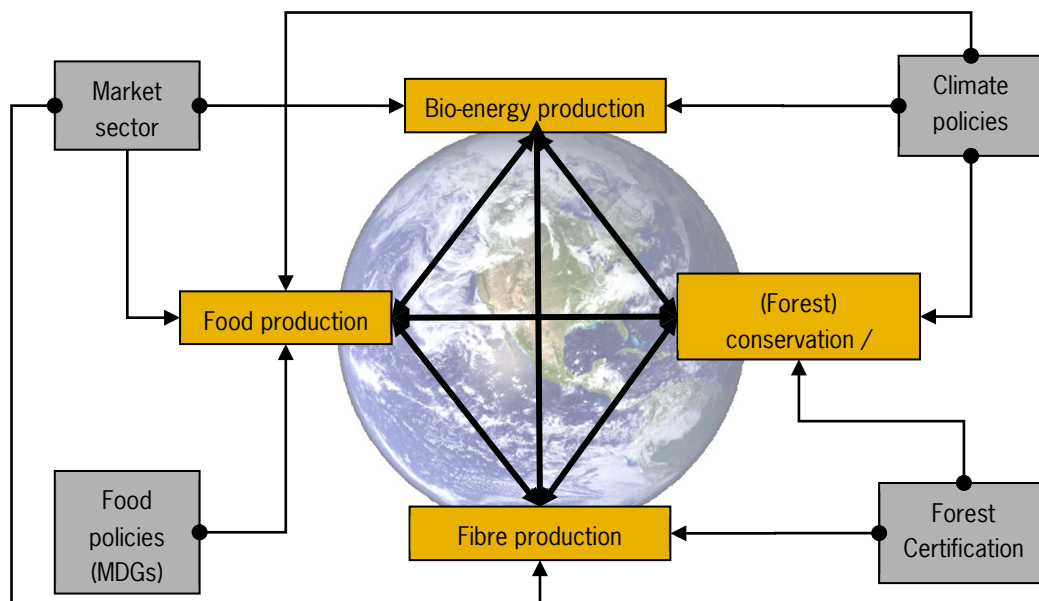 Market
sector
Bio-energy production
Climate
policies
Food production
(Forest)
conservation /
Food
policies
(MDGs)
Fibre production
Forest
Certification